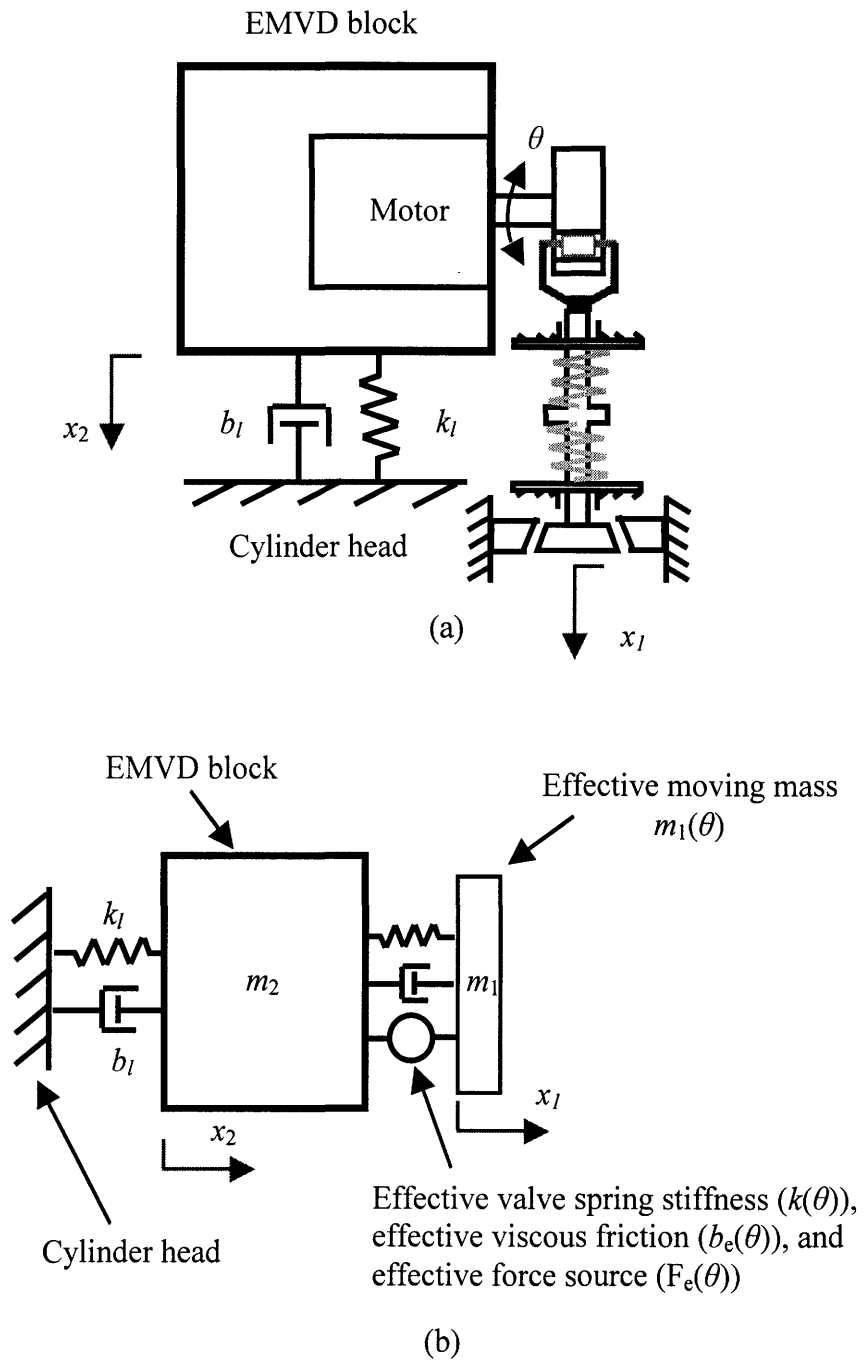 EMVD block
θ
Motor
x2
bl
kl
Cylinder head
x1
(a)
EMVD block
Effective moving mass
m1(θ)
kl
m2
m1
bl
x2
x1
Effective valve spring stiffness (k(θ)),
effective viscous friction (be(θ)), and
effective force source (Fe(θ))
Cylinder head
(b)